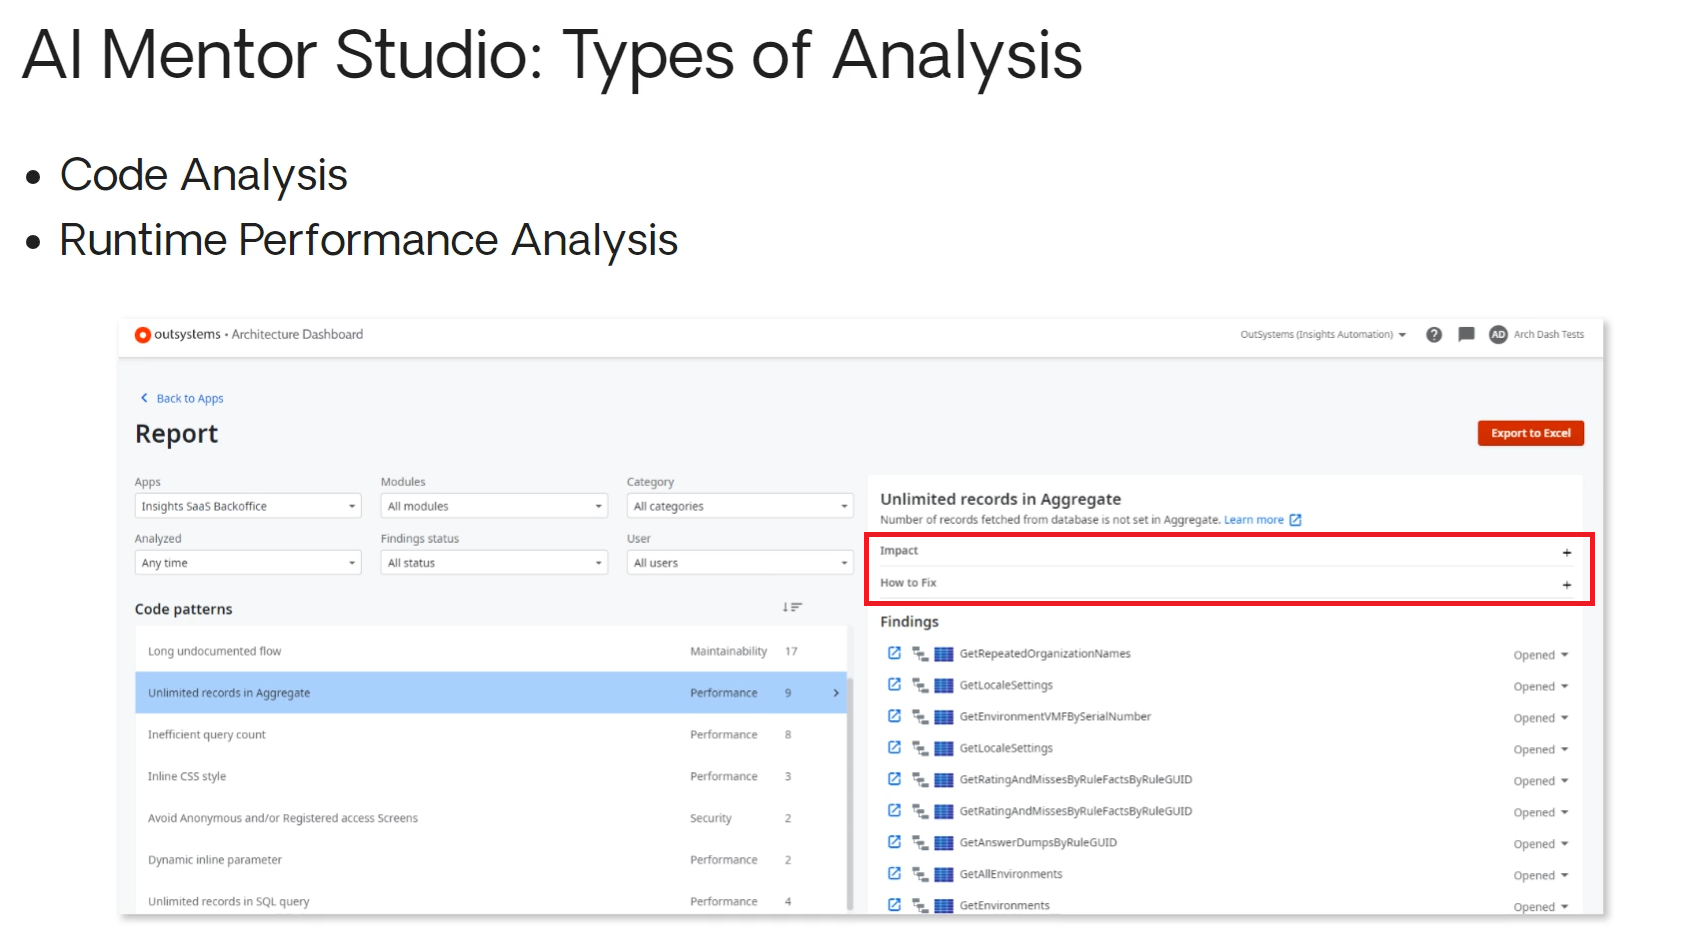 AI Mentor Studio: Types of Analysis
• Code Analysis
• Runtime Performance Analysis
outsystems • Architecture Dashboard
OutSystems (Insights Automation)
?
AD
Arch Dash Tests
Back to Apps
Report
Export to Excel
Apps
Modules
Category
Insights SaaS Backoffice
All modules
All categories
Analyzed
Findings status
User
Any time
All status
All users
Code patterns
Long undocumented flow Maintainability 17
Unlimited records in Aggregate Performance 9
Inefficient query count Performance 8
Inline CSS style Performance 3
Avoid Anonymous and/or Registered access Screens Security 2
Dynamic inline parameter Performance 2
Unlimited records in SQL query Performance 4
Unlimited records in Aggregate
Number of records fetched from database is not set in Aggregate. Learn more
Impact +
How to Fix +
Findings
GetRepeatedOrganizationNames Opened
GetLocaleSettings Opened
GetEnvironmentVMFBySerialNumber Opened
GetLocaleSettings Opened
GetRatingAndMissesByRuleFactsByRuleGUID Opened
GetRatingAndMissesByRuleFactsByRuleGUID Opened
GetAnswerDumpsByRuleGUID Opened
GetAllEnvironments Opened
GetEnvironments Opened